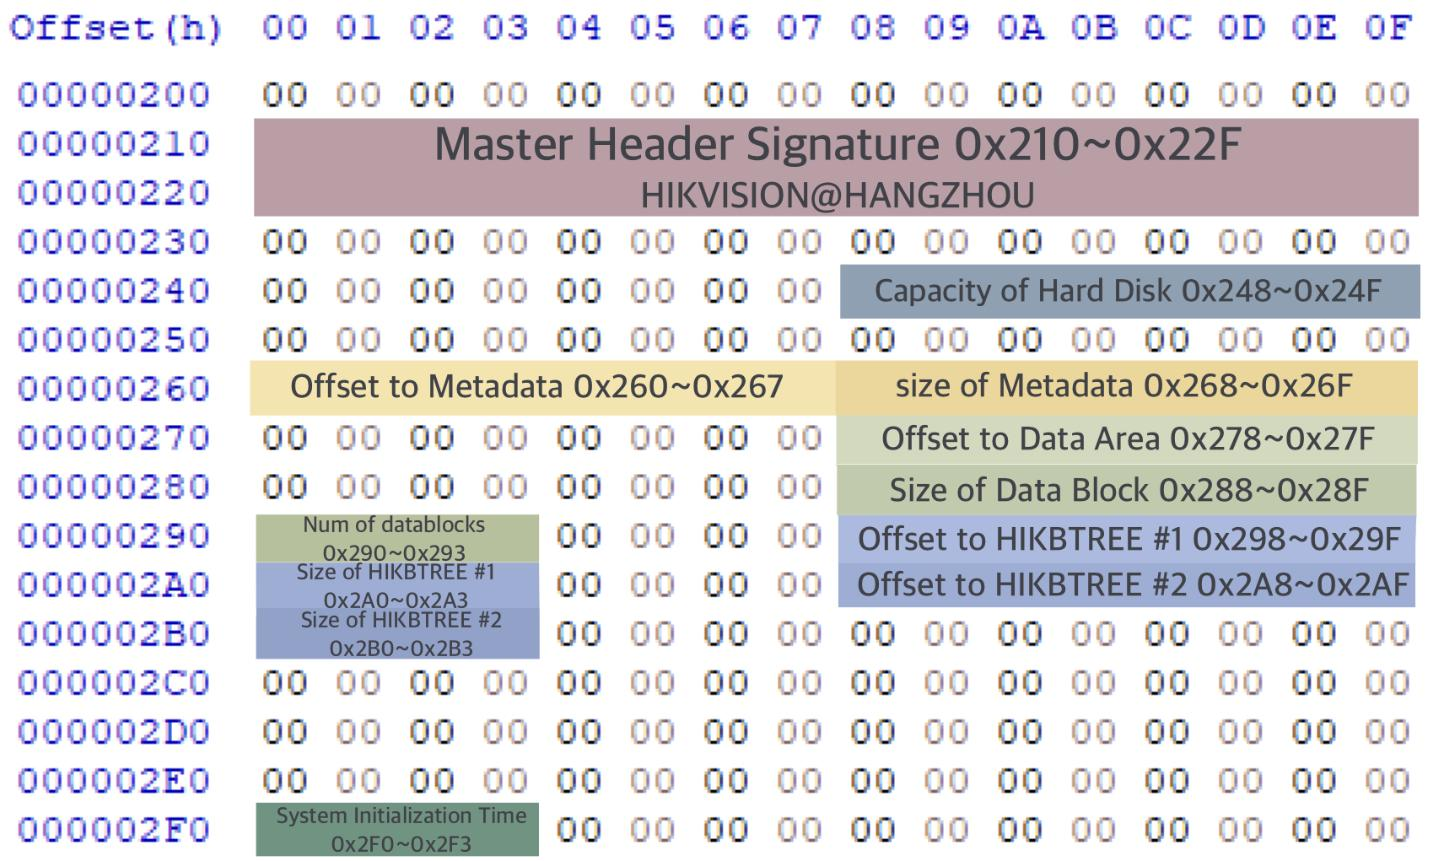 Offset(h) 00 01 02 03 04 05 06 07 08 09 0A 0B 0C 0D 0E 0F
00000200 00 00 00 00 00 00 00 00 00 00 00 00 00 00 00 00
00000210 Master Header Signature 0x210~0x22F
00000220 HIKVISION@HANGZHOU
00000230 00 00 00 00 00 00 00 00 00 00 00 00 00 00 00 00
00000240 00 00 00 00 00 00 00 00 Capacity of Hard Disk 0x248~0x24F
00000250 00 00 00 00 00 00 00 00 00 00 00 00 00 00 00 00
00000260 Offset to Metadata 0x260~0x267 size of Metadata 0x268~0x26F
00000270 00 00 00 00 00 00 00 00 Offset to Data Area 0x278~0x27F
00000280 00 00 00 00 00 00 00 00 Size of Data Block 0x288~0x28F
00000290 Num of datablocks
0x290~0x293 00 00 00 00 Offset to HIKBTREE #1 0x298~0x29F
000002A0 Size of HIKBTREE #1
0x2A0~0x2A3 00 00 00 00 Offset to HIKBTREE #2 0x2A8~0x2AF
000002B0 Size of HIKBTREE #2
0x2B0~0x2B3 00 00 00 00 00 00 00 00 00 00 00 00
000002C0 00 00 00 00 00 00 00 00 00 00 00 00 00 00 00 00
000002D0 00 00 00 00 00 00 00 00 00 00 00 00 00 00 00 00
000002E0 00 00 00 00 00 00 00 00 00 00 00 00 00 00 00 00
000002F0 System Initialization Time
0x2F0~0x2F3 00 00 00 00 00 00 00 00 00 00 00 00